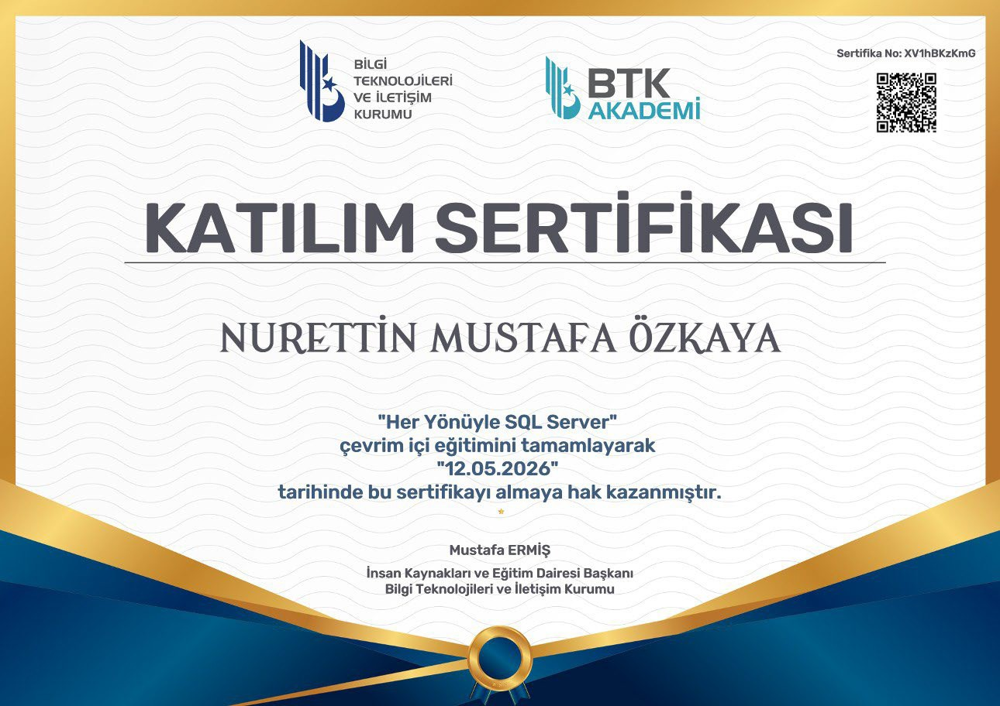 BİLGİ
TEKNOLOJİLERİ
VE İLETİŞİM
KURUMU
BTK
AKADEMİ
Sertifika No: XV1hBKzKmG
KATILIM SERTİFİKASI
NURETTİN MUSTAFA ÖZKAYA
"Her Yönüyle SQL Server"
çevrim içi eğitimini tamamlayarak
"12.05.2026"
tarihinde bu sertifikayı almaya hak kazanmıştır.
Mustafa ERMİŞ
İnsan Kaynakları ve Eğitim Dairesi Başkanı
Bilgi Teknolojileri ve İletişim Kurumu